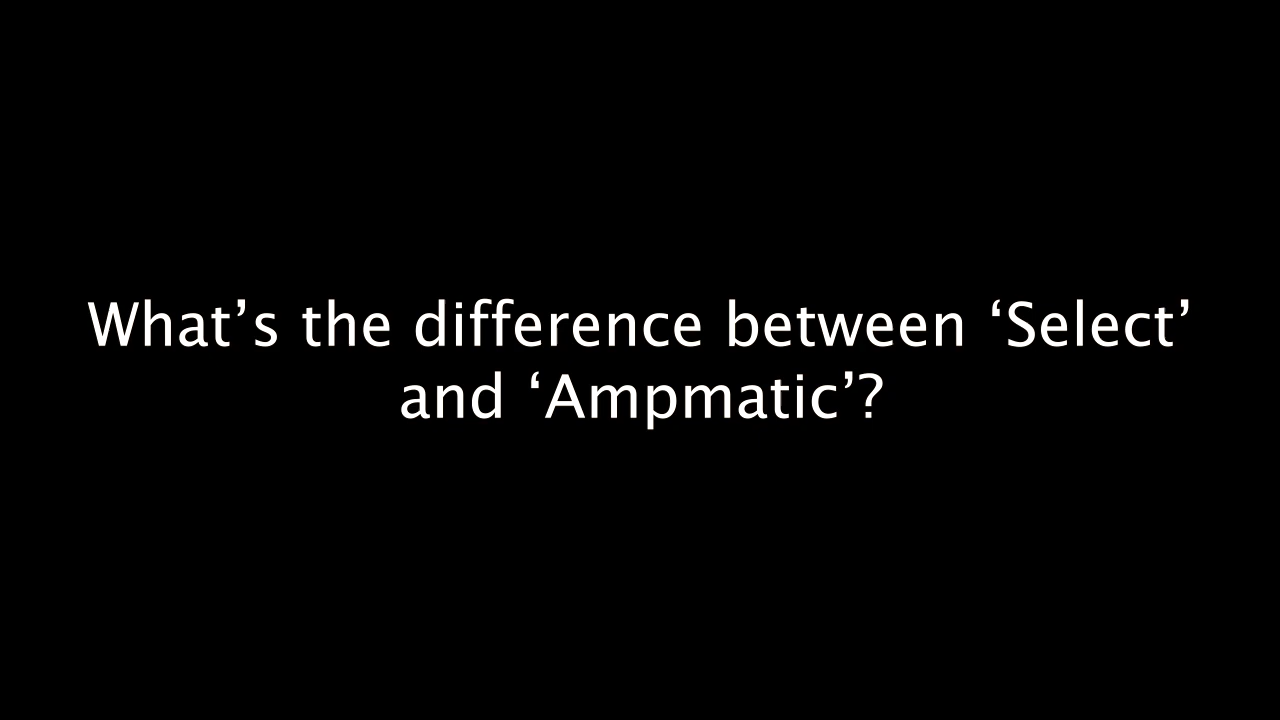 What’s the difference between ‘Select’
and ‘Ampmatic’?